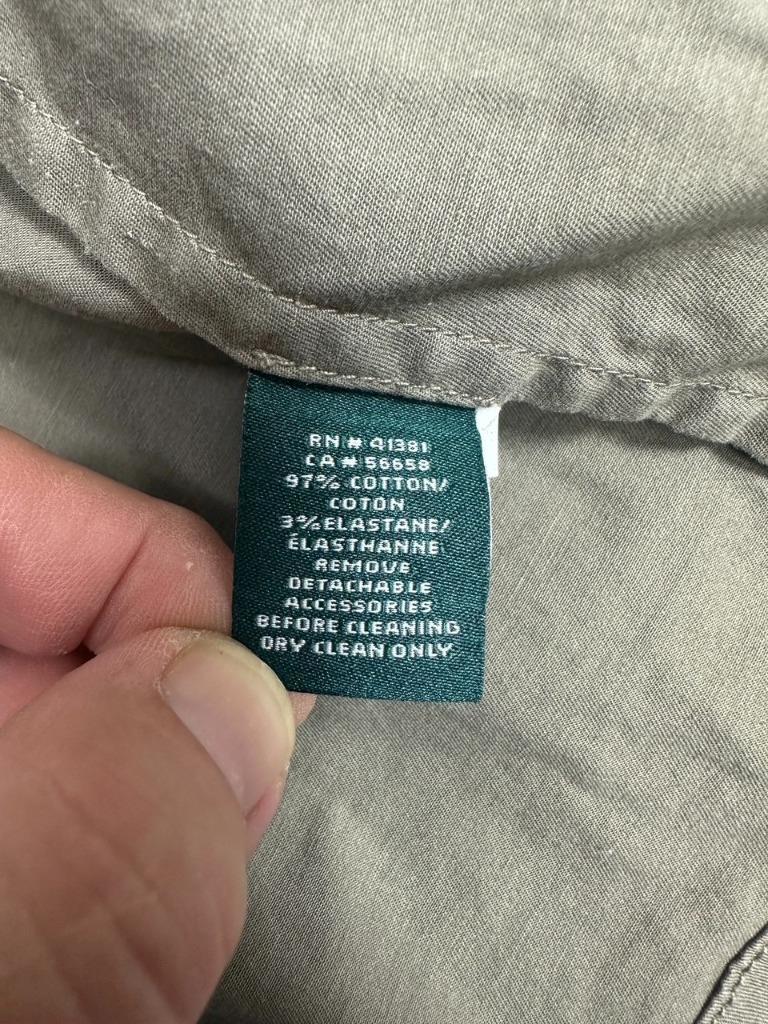 RN # 41381
CA # 56658
97% COTTON/
COTON
3%ELASTANE/
ÉLASTHANNE
REMOVE
DETACHABLE
ACCESSORIES
BEFORE CLEANING
DRY CLEAN ONLY